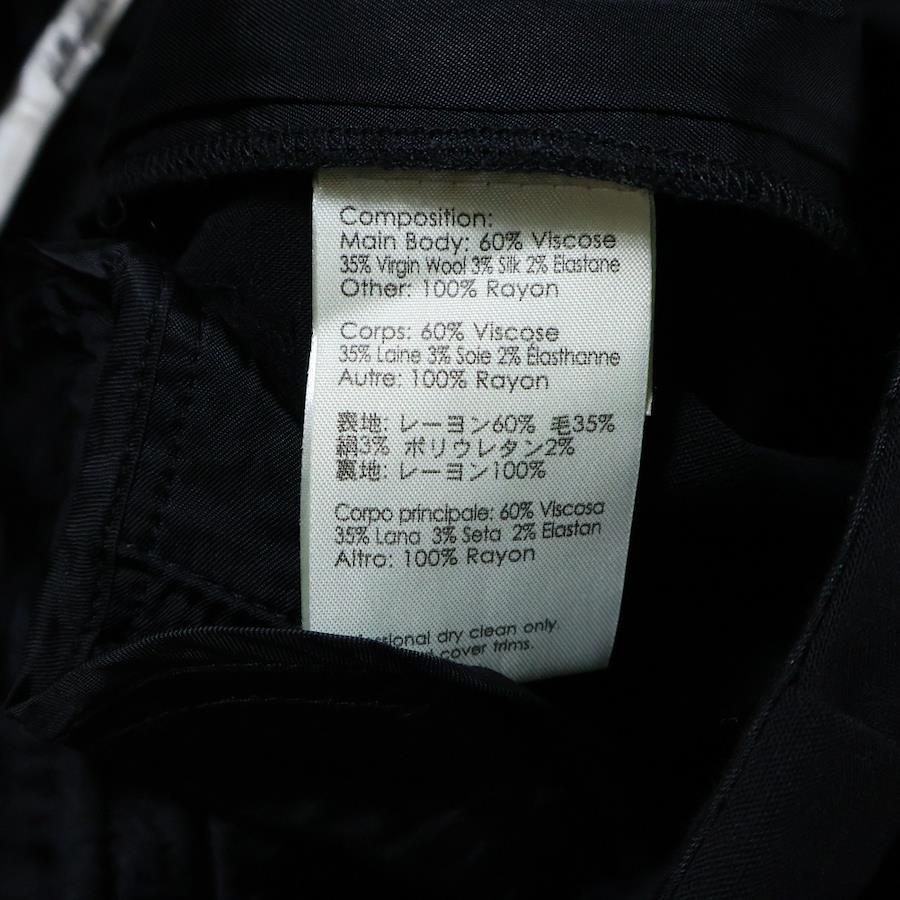 Composition:
Main Body: 60% Viscose
35% Virgin Wool 3% Silk 2% Elastane
Other: 100% Rayon
Corps: 60% Viscose
35% Laine 3% Soie 2% Élasthanne
Autre: 100% Rayon
表地: レーヨン60% 毛35%
絹3% ポリウレタン2%
裏地: レーヨン100%
Corpo principale: 60% Viscosa
35% Lana 3% Seta 2% Elastan
Altro: 100% Rayon
dry clean only.
cover trims.